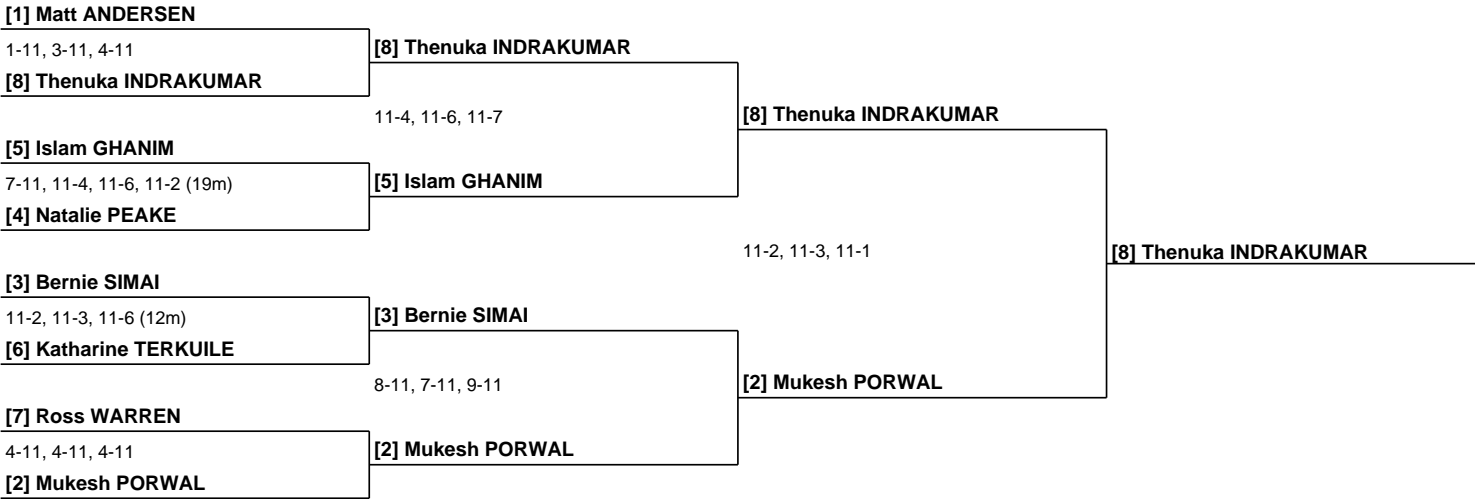 [1] Matt ANDERSEN
1-11, 3-11, 4-11
[8] Thenuka INDRAKUMAR
[8] Thenuka INDRAKUMAR
11-4, 11-6, 11-7
[8] Thenuka INDRAKUMAR
[5] Islam GHANIM
7-11, 11-4, 11-6, 11-2 (19m)
[5] Islam GHANIM
[4] Natalie PEAKE
11-2, 11-3, 11-1
[8] Thenuka INDRAKUMAR
[3] Bernie SIMAI
11-2, 11-3, 11-6 (12m)
[3] Bernie SIMAI
[6] Katharine TERKUILE
8-11, 7-11, 9-11
[2] Mukesh PORWAL
[7] Ross WARREN
4-11, 4-11, 4-11
[2] Mukesh PORWAL
[2] Mukesh PORWAL